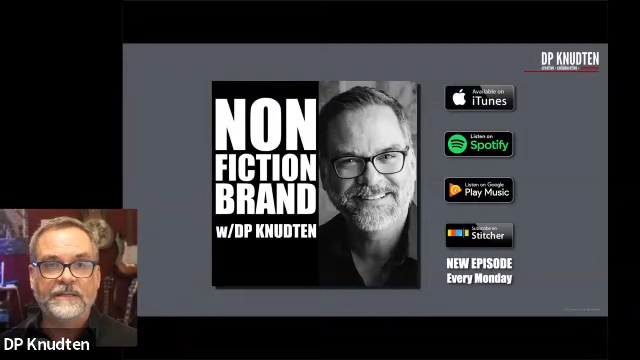 DP KNUDTEN
NON
FICTION
BRAND
w/DP KNUDTEN
Available on
iTunes
Listen on
Spotify
Listen on Google
Play Music
Subscribe on
Stitcher
NEW EPISODE
Every Monday
DP Knudten